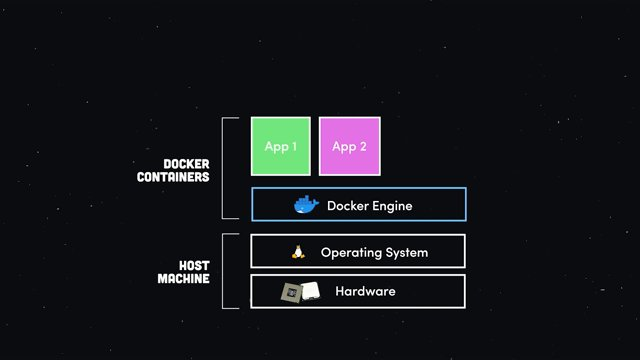 App 1
App 2
DOCKER
CONTAINERS
Docker Engine
Operating System
HOST
MACHINE
Hardware